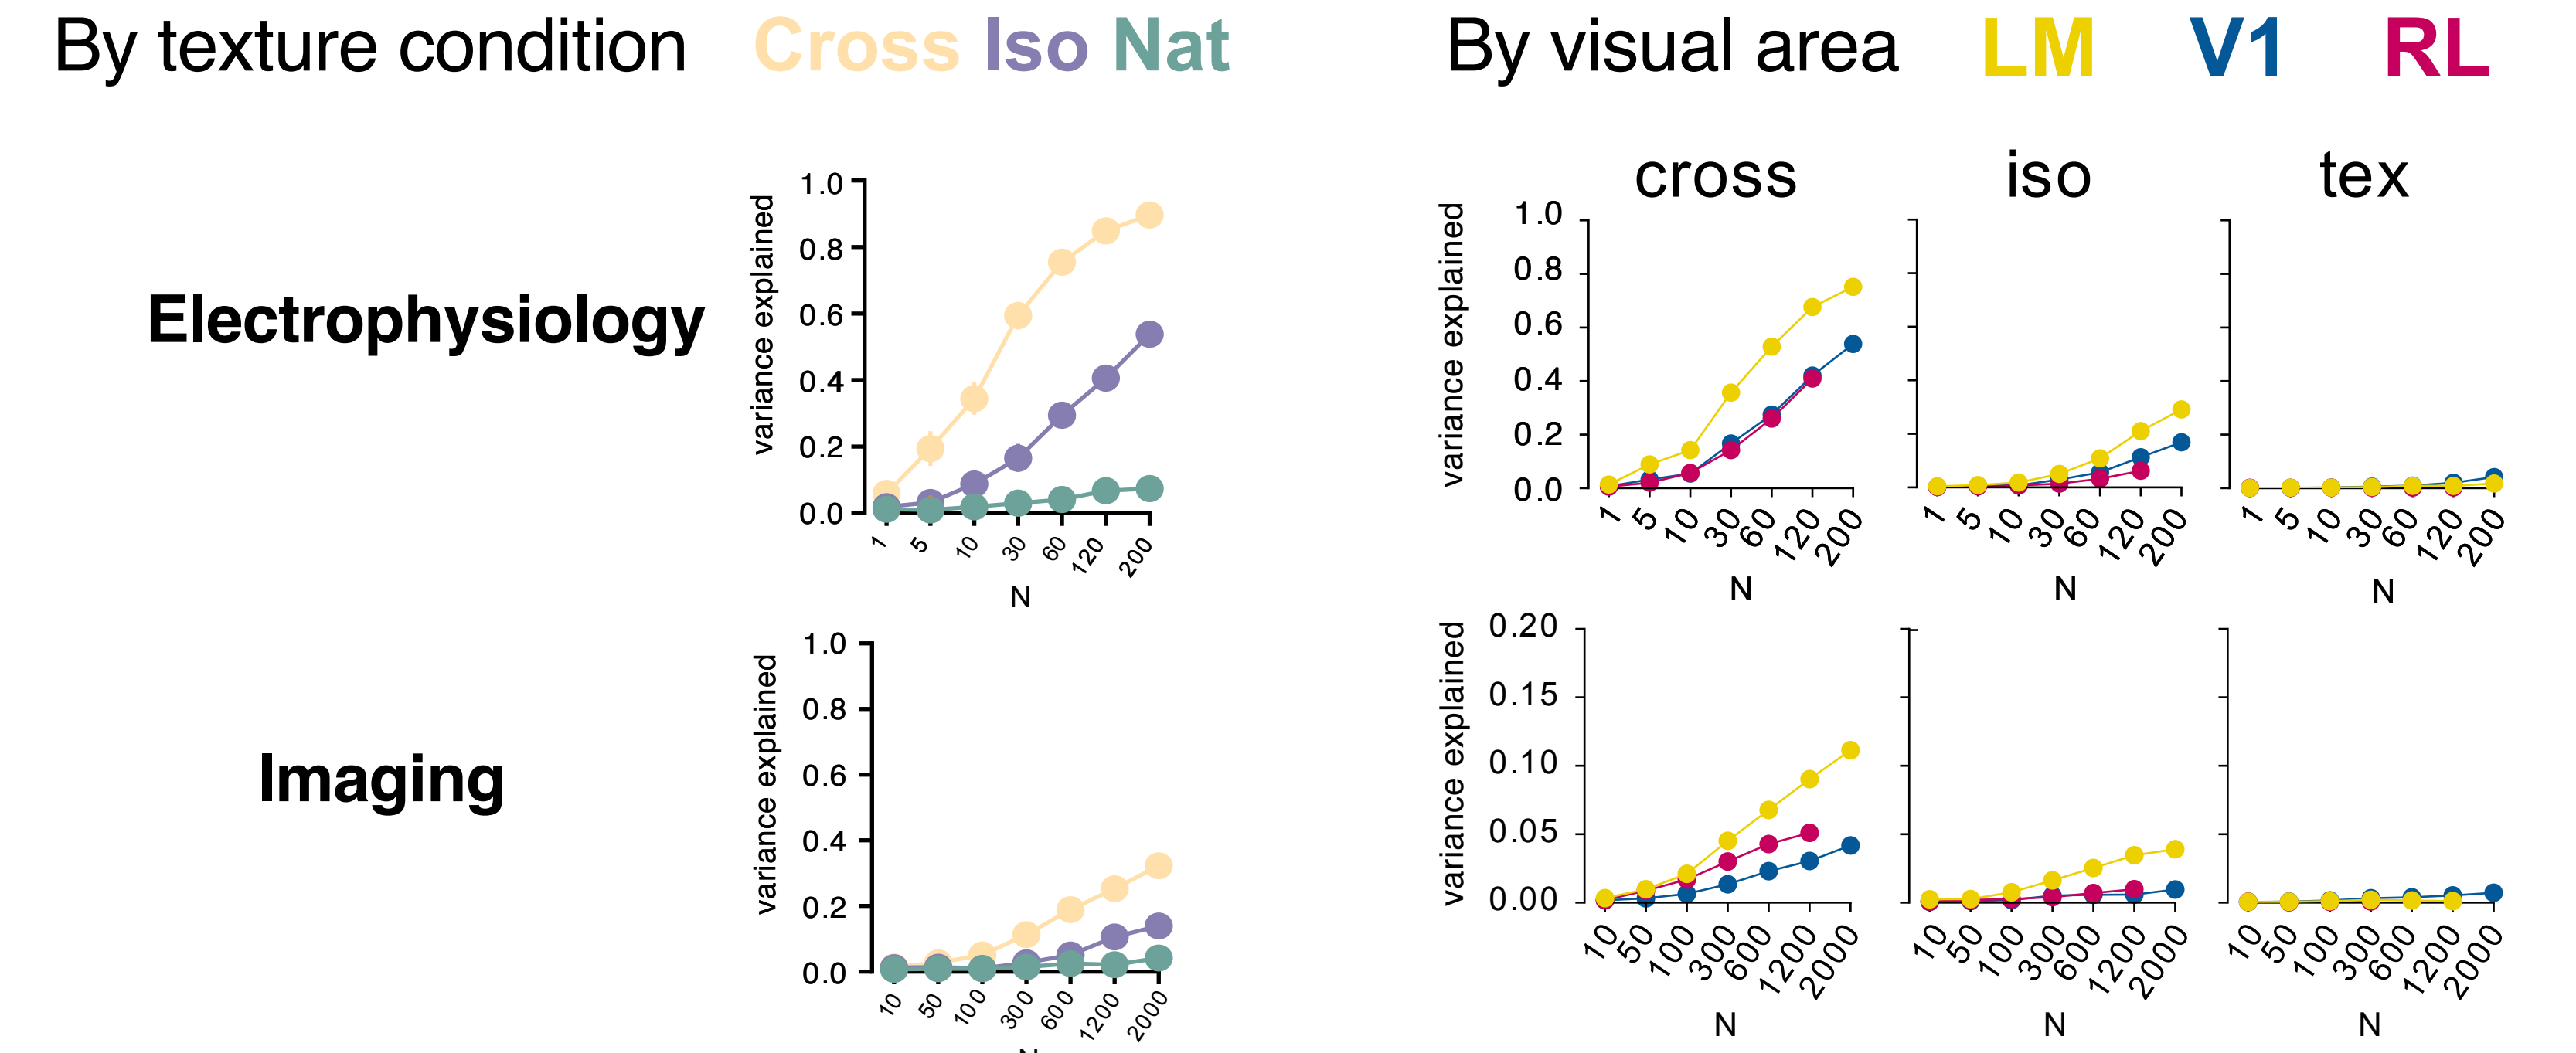 By texture condition Cross Iso Nat
By visual area LM V1 RL
Electrophysiology
variance explained
1.0
0.8
0.6
0.4
0.2
0.0
1 5 10 30 60 120 200
N
cross iso tex
variance explained
1.0
0.8
0.6
0.4
0.2
0.0
1 5 10 30 60 120 200
N
1 5 10 30 60 120 200
N
1 5 10 30 60 120 200
N
Imaging
variance explained
1.0
0.8
0.6
0.4
0.2
0.0
10 50 100 300 600 1200 2000
N
variance explained
0.20
0.15
0.10
0.05
0.00
10 50 100 300 600 1200 2000
N
10 50 100 300 600 1200 2000
N
10 50 100 300 600 1200 2000
N